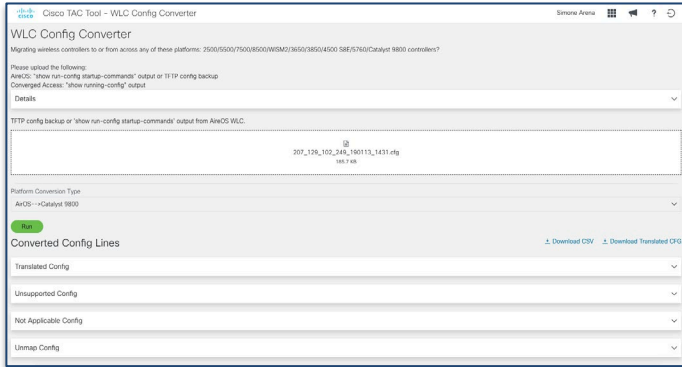 CISCO
Cisco TAC Tool - WLC Config Converter
Simone Arena
?
WLC Config Converter
Migrating wireless controllers to or from across any of these platforms: 2500/5500/7500/8500/WISM2/3650/3850/4500 S8E/5760/Catalyst 9800 controllers?
Please upload the following:
AireOS: "show run-config startup-commands" output or TFTP config backup
Converged Access: "show running-config" output
Details
TFTP config backup or 'show run-config startup-commands' output from AireOS WLC.
207_129_102_249_190113_1431.cfg
185.7 KB
Platform Conversion Type
AirOS-->Catalyst 9800
Run
Converted Config Lines
Download CSV
Download Translated CFG
Translated Config
Unsupported Config
Not Applicable Config
Unmap Config